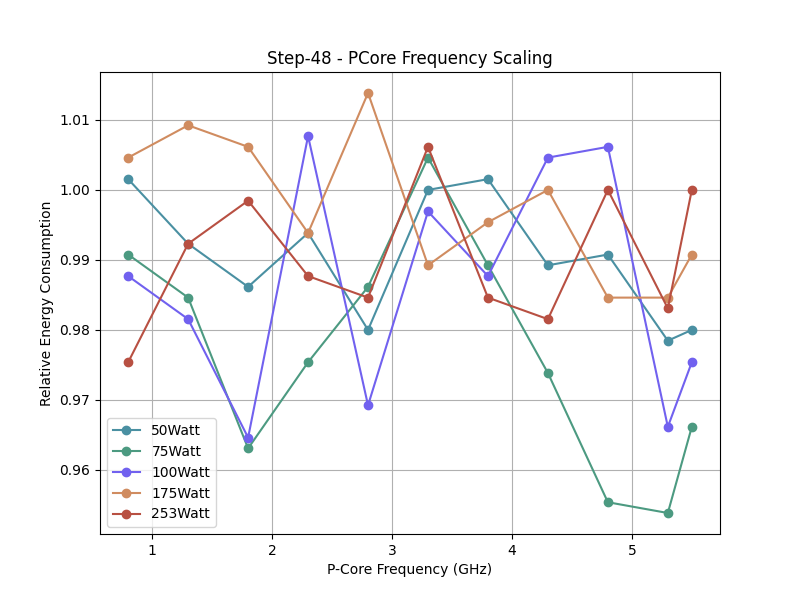 Step-48 - PCore Frequency Scaling
Relative Energy Consumption
1.01
1.00
0.99
0.98
0.97
0.96
50Watt
75Watt
100Watt
175Watt
253Watt
1 2 3 4 5
P-Core Frequency (GHz)